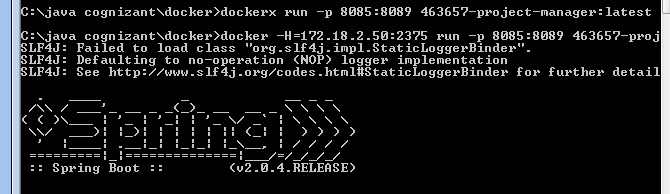 C:\java cognizant\docker>dockerx run -p 8085:8089 463657-project-manager:latest
C:\java cognizant\docker>docker -H=172.18.2.50:2375 run -p 8085:8089 463657-proj
SLF4J: Failed to load class "org.slf4j.impl.StaticLoggerBinder".
SLF4J: Defaulting to no-operation (NOP) logger implementation
SLF4J: See http://www.slf4j.org/codes.html#StaticLoggerBinder for further detail
Spring
:: Spring Boot :: (v2.0.4.RELEASE)